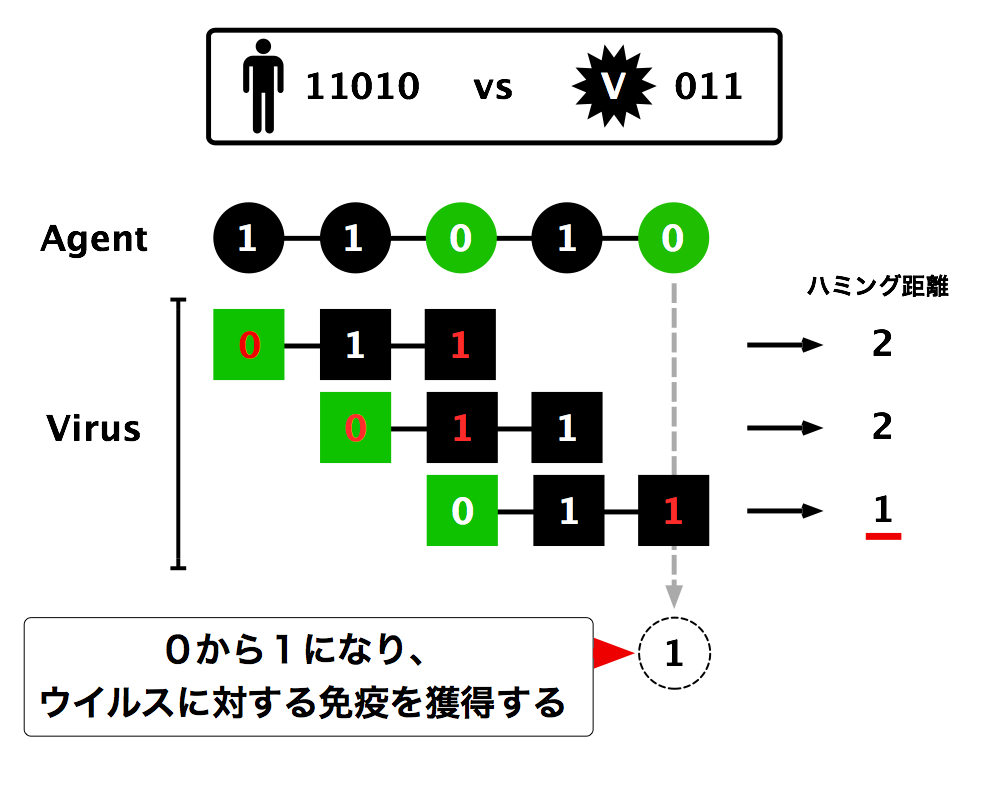 11010 vs V 011
Agent 1 1 0 1 0
ハミング距離
0 1 1 2
Virus 0 1 1 2
0 1 1 1
０から１になり、 1
ウイルスに対する免疫を獲得する